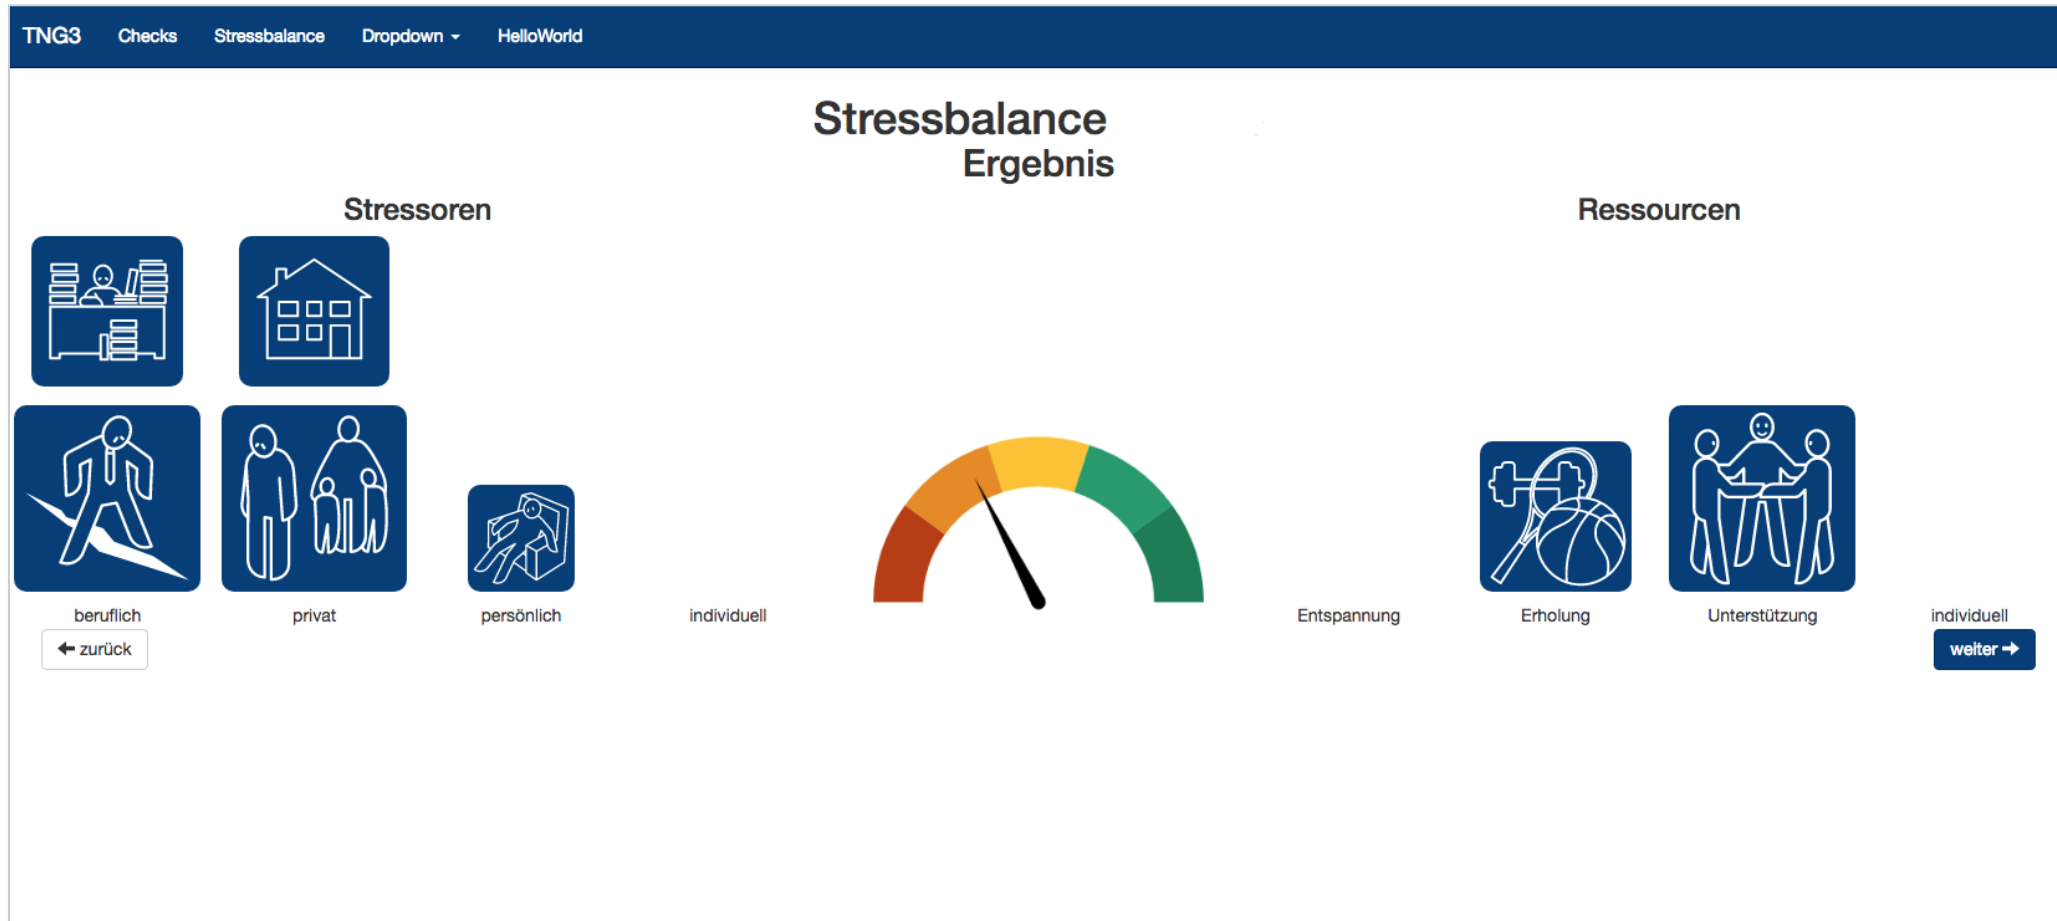 TNG3 Checks Stressbalance Dropdown HelloWorld
Stressbalance
Ergebnis
Stressoren Ressourcen
beruflich privat persönlich individuell Entspannung Erholung Unterstützung individuell
zurück weiter